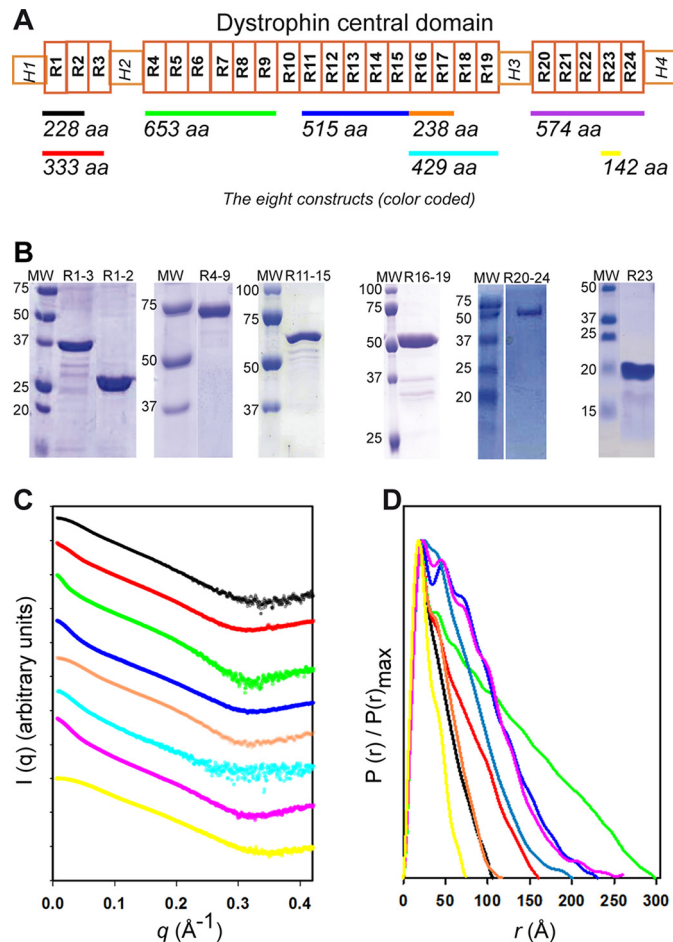 A
Dystrophin central domain
H1 R1 R2 R3 H2 R4 R5 R6 R7 R8 R9 R10 R11 R12 R13 R14 R15 R16 R17 R18 R19 H3 R20 R21 R22 R23 R24 H4
228 aa 653 aa 515 aa 238 aa 574 aa
333 aa 429 aa 142 aa
The eight constructs (color coded)
B
MW R1-3 R1-2
75
50
37
25
20
MW R4-9
75
50
37
MW R11-15
100
75
50
37
MW R16-19
100
75
50
37
25
MW R20-24
75
50
37
25
20
MW R23
50
37
25
20
15
C
I (q) (arbitrary units)
0.0 0.1 0.2 0.3 0.4
q (Å-1)
D
P (r) / P(r)max
0 50 100 150 200 250 300
r (Å)